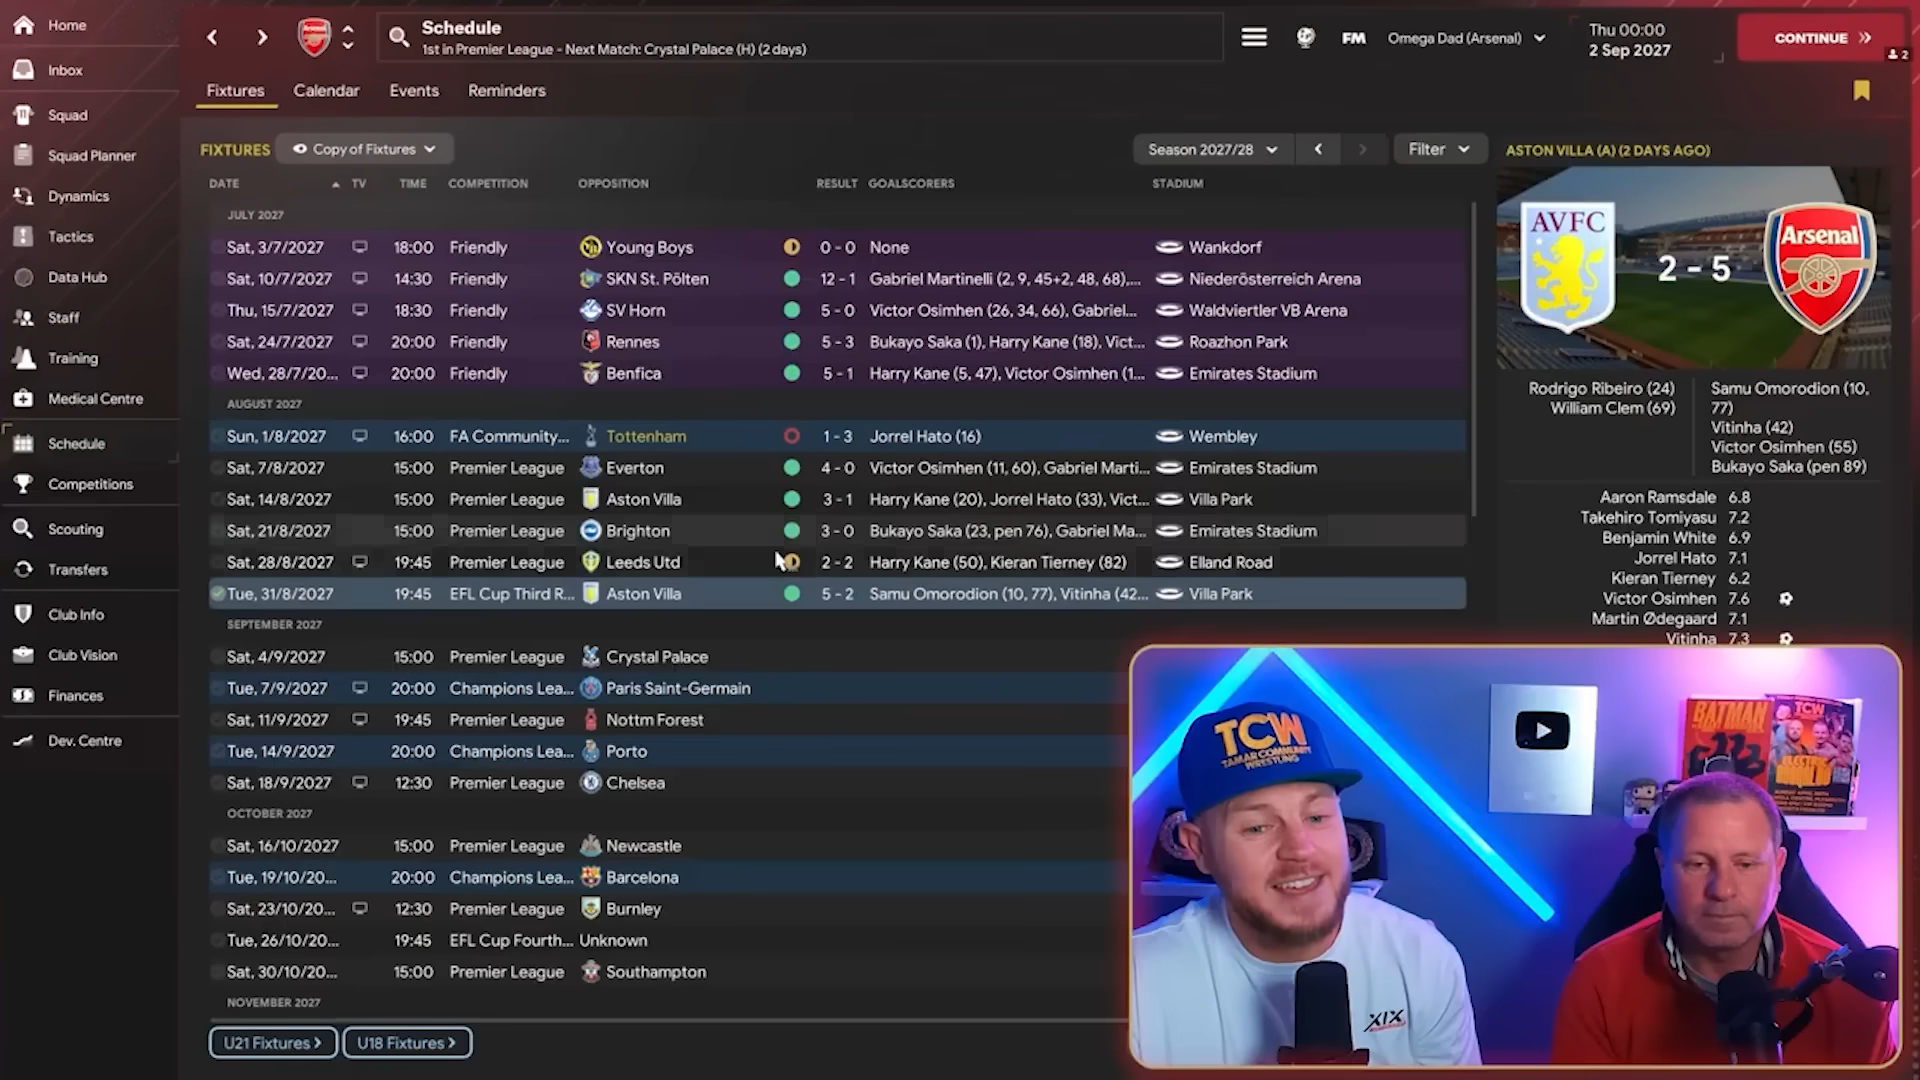 Home
Inbox
Squad
Squad Planner
Dynamics
Tactics
Data Hub
Staff
Training
Medical Centre
Schedule
Competitions
Scouting
Transfers
Club Info
Club Vision
Finances
Dev. Centre
Schedule
1st in Premier League - Next Match: Crystal Palace (H) (2 days)
FM Omega Dad (Arsenal)
Thu 00:00
2 Sep 2027
CONTINUE
2
Fixtures Calendar Events Reminders
FIXTURES Copy of Fixtures Season 2027/28 Filter
DATE TV TIME COMPETITION OPPOSITION RESULT GOALSCORERS STADIUM
JULY 2027
Sat, 3/7/2027 18:00 Friendly Young Boys 0 - 0 None Wankdorf
Sat, 10/7/2027 14:30 Friendly SKN St. Pölten 12 - 1 Gabriel Martinelli (2, 9, 45+2, 48, 68),... Niederösterreich Arena
Thu, 15/7/2027 18:30 Friendly SV Horn 5 - 0 Victor Osimhen (26, 34, 66), Gabriel... Waldviertler VB Arena
Sat, 24/7/2027 20:00 Friendly Rennes 5 - 3 Bukayo Saka (1), Harry Kane (18), Vict... Roazhon Park
Wed, 28/7/20... 20:00 Friendly Benfica 5 - 1 Harry Kane (5, 47), Victor Osimhen (1... Emirates Stadium
AUGUST 2027
Sun, 1/8/2027 16:00 FA Community... Tottenham 1 - 3 Jorrel Hato (16) Wembley
Sat, 7/8/2027 15:00 Premier League Everton 4 - 0 Victor Osimhen (11, 60), Gabriel Marti... Emirates Stadium
Sat, 14/8/2027 15:00 Premier League Aston Villa 3 - 1 Harry Kane (20), Jorrel Hato (33), Vict... Villa Park
Sat, 21/8/2027 15:00 Premier League Brighton 3 - 0 Bukayo Saka (23, pen 76), Gabriel Ma... Emirates Stadium
Sat, 28/8/2027 19:45 Premier League Leeds Utd 2 - 2 Harry Kane (50), Kieran Tierney (82) Elland Road
Tue, 31/8/2027 19:45 EFL Cup Third R... Aston Villa 5 - 2 Samu Omorodion (10, 77), Vitinha (42... Villa Park
SEPTEMBER 2027
Sat, 4/9/2027 15:00 Premier League Crystal Palace
Tue, 7/9/2027 20:00 Champions Lea... Paris Saint-Germain
Sat, 11/9/2027 19:45 Premier League Nottm Forest
Tue, 14/9/2027 20:00 Champions Lea... Porto
Sat, 18/9/2027 12:30 Premier League Chelsea
OCTOBER 2027
Sat, 16/10/2027 15:00 Premier League Newcastle
Tue, 19/10/20... 20:00 Champions Lea... Barcelona
Sat, 23/10/20... 12:30 Premier League Burnley
Tue, 26/10/20... 19:45 EFL Cup Fourth... Unknown
Sat, 30/10/20... 15:00 Premier League Southampton
NOVEMBER 2027
U21 Fixtures U18 Fixtures
ASTON VILLA (A) (2 DAYS AGO)
AVFC
2 - 5
Arsenal
Rodrigo Ribeiro (24)
William Clem (69)
Samu Omorodion (10,
77)
Vitinha (42)
Victor Osimhen (55)
Bukayo Saka (pen 89)
Aaron Ramsdale 6.8
Takehiro Tomiyasu 7.2
Benjamin White 6.9
Jorrel Hato 7.1
Kieran Tierney 6.2
Victor Osimhen 7.6
Martin Ødegaard 7.1
Vitinha 7.3
TCW
TAMAR COMMUNITY
WRESTLING
BATMAN
TCW
XIX